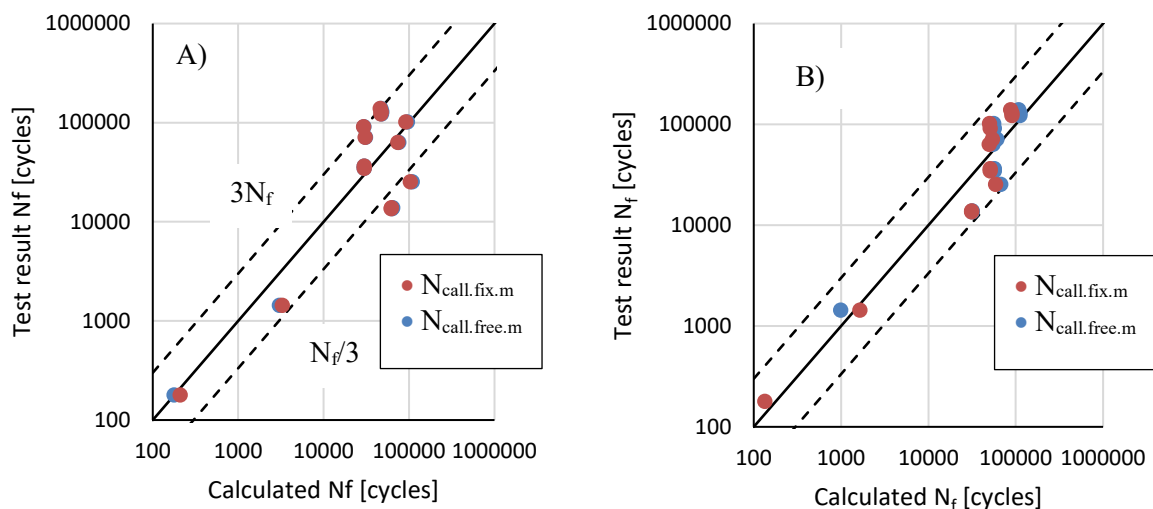 A)
Test result Nf [cycles]
1000000
100000
10000
1000
100
3Nf
Nf/3
Ncall.fix.m
Ncall.free.m
100 1000 10000 100000 1000000
Calculated Nf [cycles]
B)
Test result Nf [cycles]
1000000
100000
10000
1000
100
Ncall.fix.m
Ncall.free.m
100 1000 10000 100000 1000000
Calculated Nf [cycles]